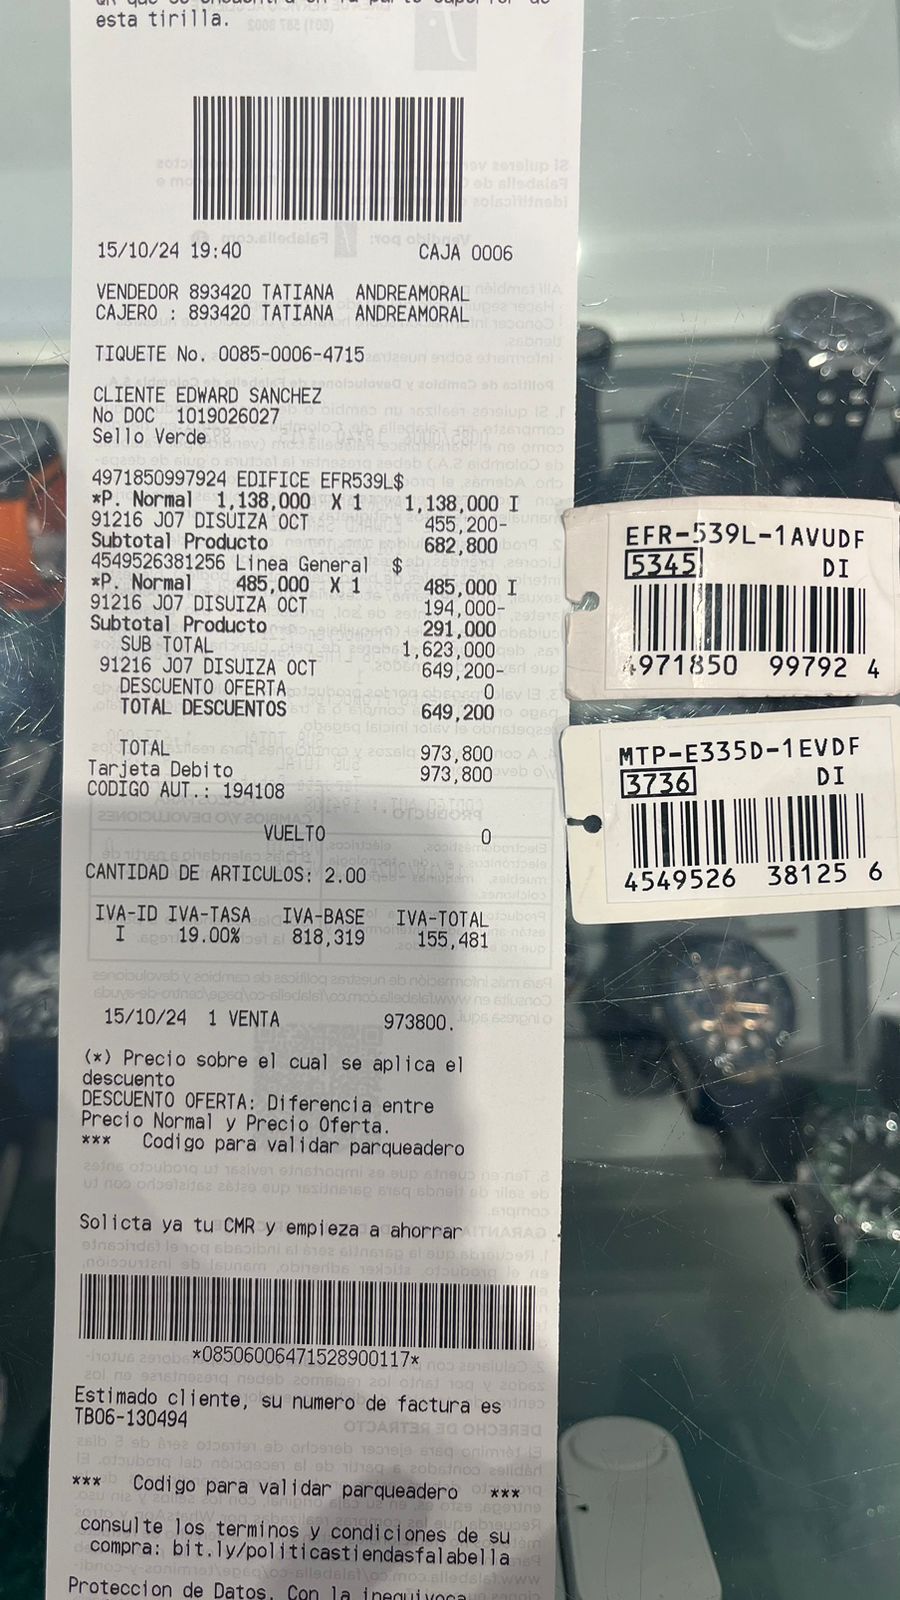 esta tirilla.
15/10/24 19:40 CAJA 0006
VENDEDOR 893420 TATIANA ANDREAMORAL
CAJERO : 893420 TATIANA ANDREAMORAL
TIQUETE No. 0085-0006-4715
CLIENTE EDWARD SANCHEZ
No DOC 1019026027
Sello Verde
4971850997924 EDIFICE EFR539L$
*P. Normal 1,138,000 X 1 1,138,000 I
91216 J07 DISUIZA OCT 455,200-
Subtotal Producto 682,800
4549526381256 Linea General $
*P. Normal 485,000 X 1 485,000 I
91216 J07 DISUIZA OCT 194,000-
Subtotal Producto 291,000
SUB TOTAL 1,623,000
91216 J07 DISUIZA OCT 649,200-
DESCUENTO OFERTA 0
TOTAL DESCUENTOS 649,200
TOTAL 973,800
Tarjeta Debito 973,800
CODIGO AUT.: 194108
VUELTO 0
CANTIDAD DE ARTICULOS: 2.00
IVA-ID IVA-TASA IVA-BASE IVA-TOTAL
I 19.00% 818,319 155,481
15/10/24 1 VENTA 973800.
(*) Precio sobre el cual se aplica el
descuento
DESCUENTO OFERTA: Diferencia entre
Precio Normal y Precio Oferta.
*** Codigo para validar parqueadero
Solicta ya tu CMR y empieza a ahorrar
*08506006471528900117*
Estimado cliente, su numero de factura es
TB06-130494
*** Codigo para validar parqueadero ***
consulte los terminos y condiciones de su
compra: bit.ly/politicastiendasfalabella
Proteccion de Datos. Con la inequivoca
EFR-539L-1AVUDF
5345 DI
4971850 99792 4
MTP-E335D-1EVDF
3736 DI
4549526 38125 6